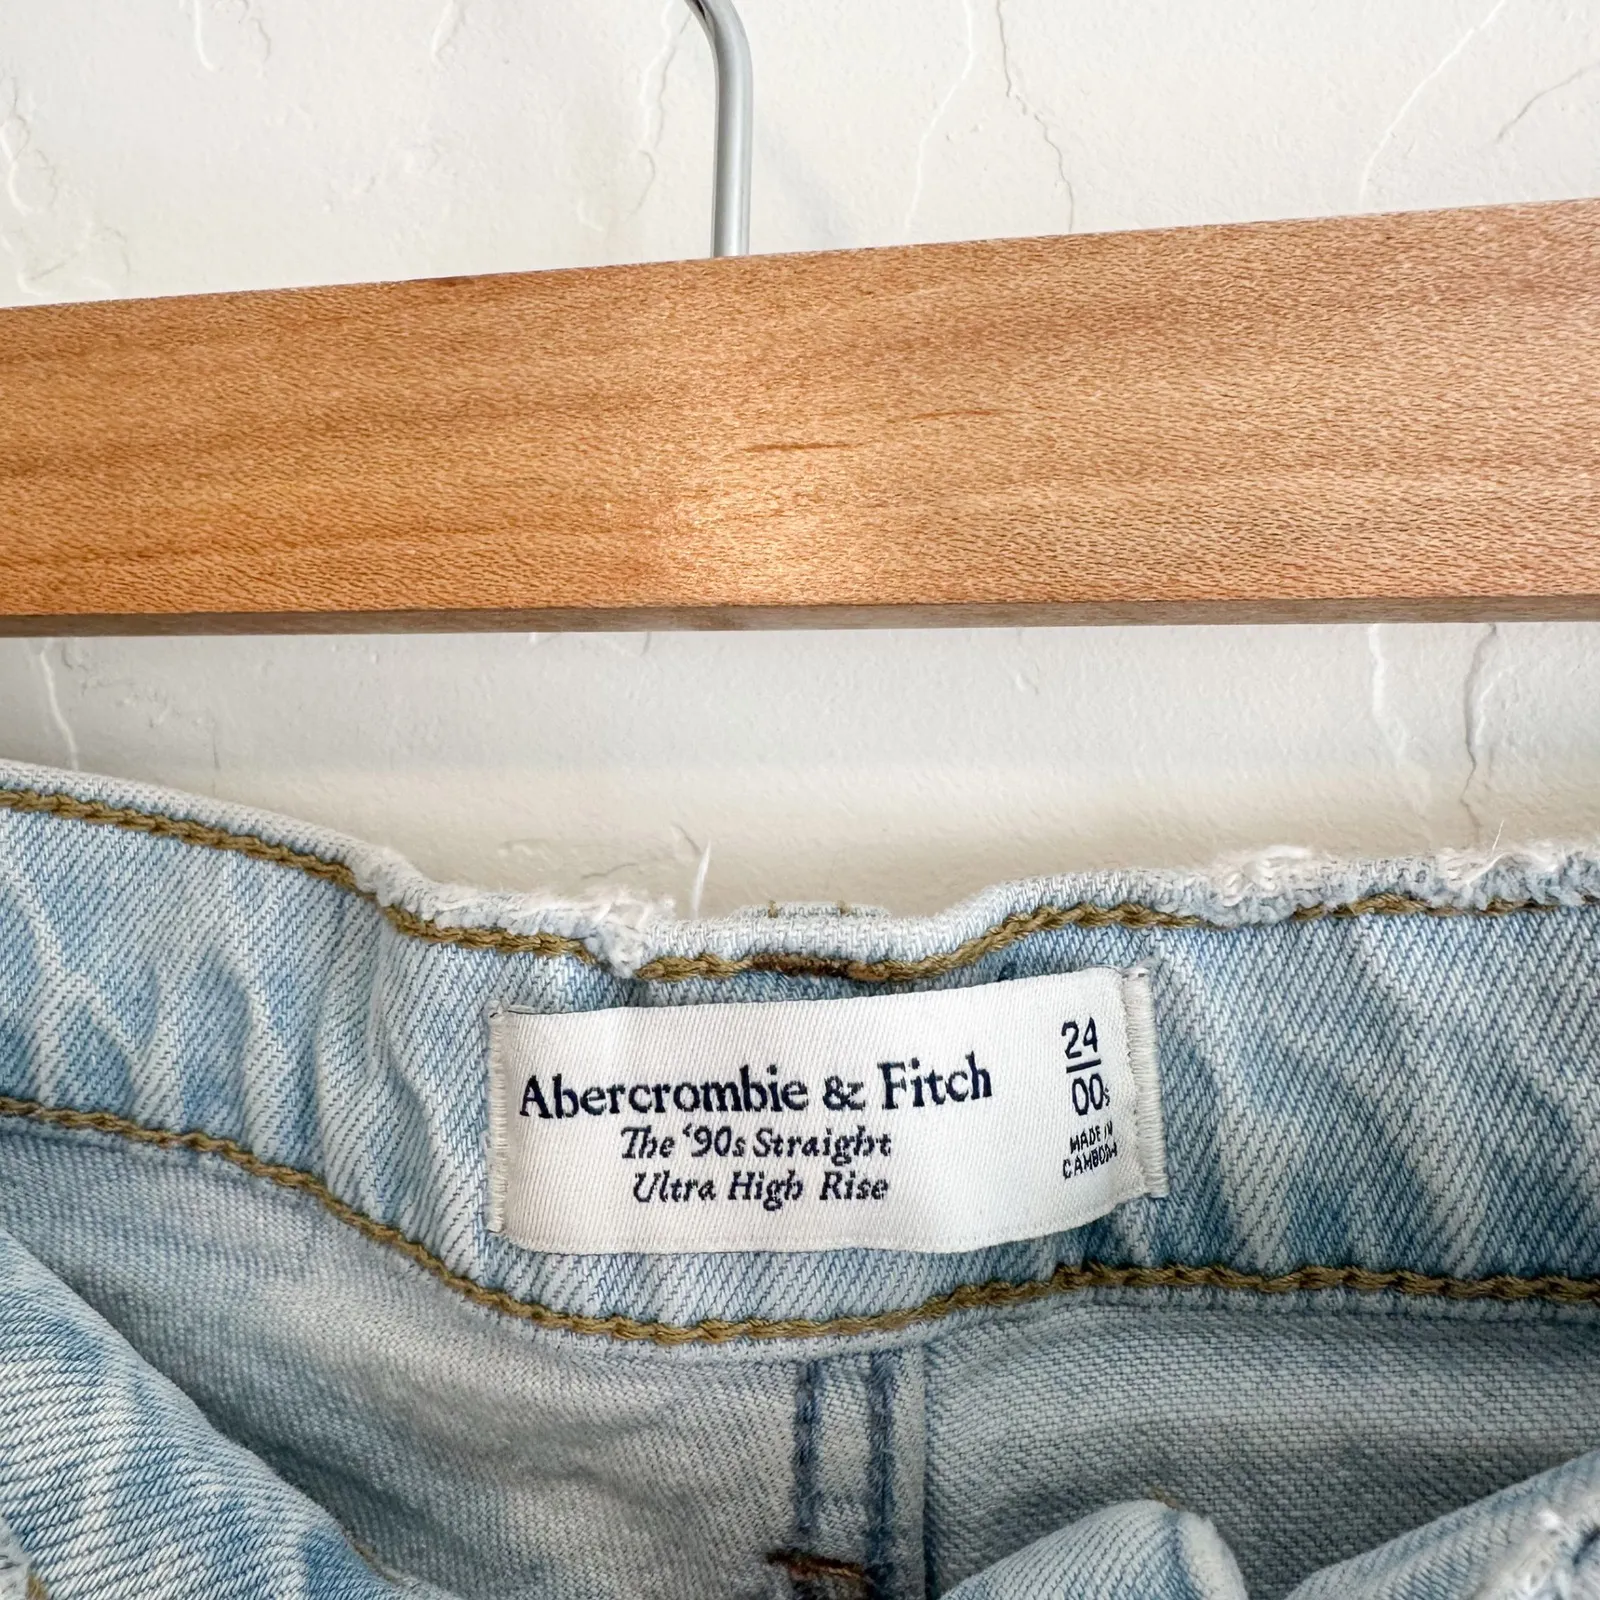 Abercrombie & Fitch
The ‘90s Straight
Ultra High Rise
24
00s
MADE IN
CAMBODIA